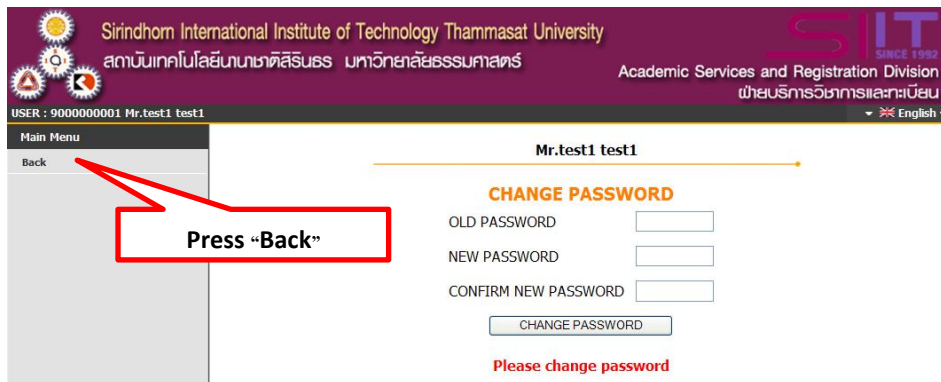 Sirindhorn International Institute of Technology Thammasat University
สถาบันเทคโนโลยีนานาชาติสิรินธร มหาวิทยาลัยธรรมศาสตร์
SIIT
SINCE 1992
Academic Services and Registration Division
ฝ่ายบริการวิชาการและทะเบียน
USER : 9000000001 Mr.test1 test1
English
Main Menu
Back
Mr.test1 test1
CHANGE PASSWORD
OLD PASSWORD
Press “Back”
NEW PASSWORD
CONFIRM NEW PASSWORD
CHANGE PASSWORD
Please change password